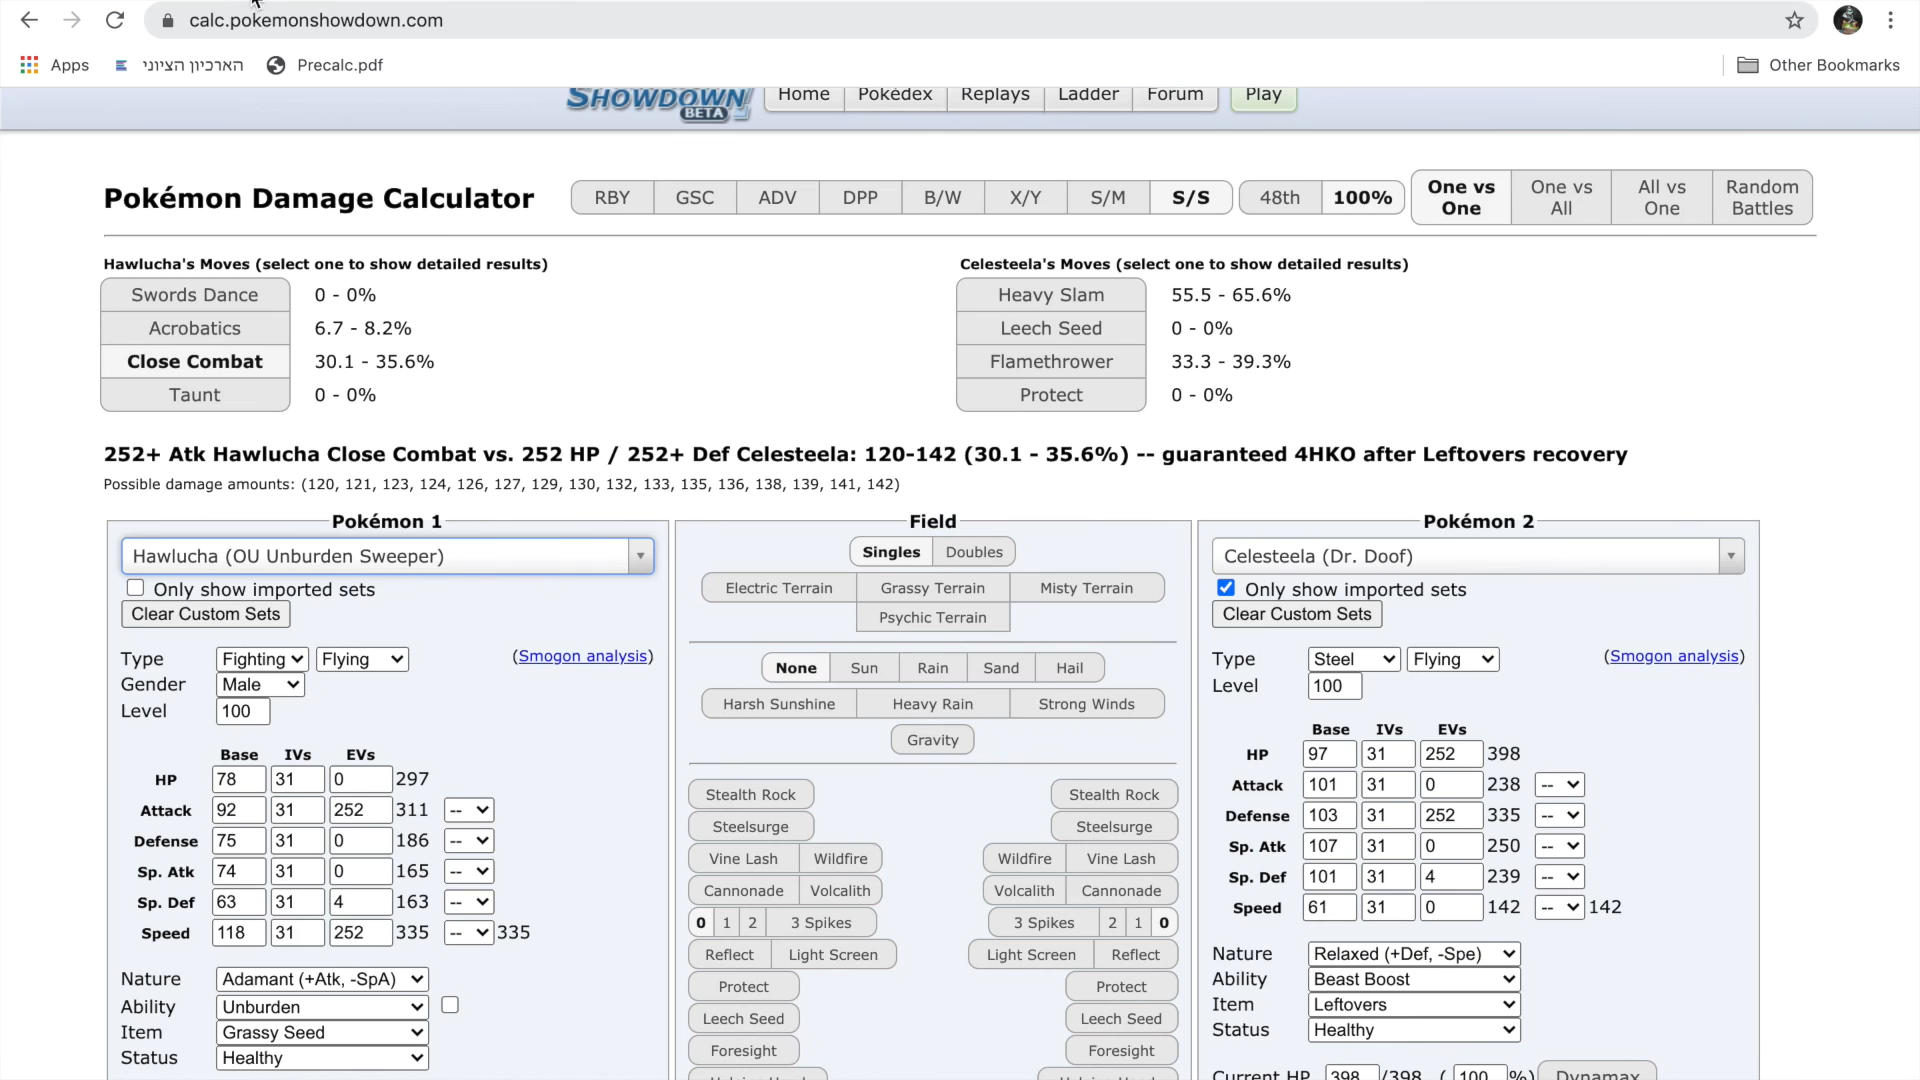 calc.pokemonshowdown.com
Apps הארכיון הציוני Precalc.pdf Other Bookmarks
SHOWDOWN BETA Home Pokédex Replays Ladder Forum Play
Pokémon Damage Calculator RBY GSC ADV DPP B/W X/Y S/M S/S 48th 100% One vs One One vs All All vs One Random Battles
Hawlucha's Moves (select one to show detailed results)
Swords Dance 0 - 0%
Acrobatics 6.7 - 8.2%
Close Combat 30.1 - 35.6%
Taunt 0 - 0%
Celesteela's Moves (select one to show detailed results)
Heavy Slam 55.5 - 65.6%
Leech Seed 0 - 0%
Flamethrower 33.3 - 39.3%
Protect 0 - 0%
252+ Atk Hawlucha Close Combat vs. 252 HP / 252+ Def Celesteela: 120-142 (30.1 - 35.6%) -- guaranteed 4HKO after Leftovers recovery
Possible damage amounts: (120, 121, 123, 124, 126, 127, 129, 130, 132, 133, 135, 136, 138, 139, 141, 142)
Pokémon 1
Hawlucha (OU Unburden Sweeper)
Only show imported sets
Clear Custom Sets
Type Fighting Flying (Smogon analysis)
Gender Male
Level 100
Base IVs EVs
HP 78 31 0 297
Attack 92 31 252 311 --
Defense 75 31 0 186 --
Sp. Atk 74 31 0 165 --
Sp. Def 63 31 4 163 --
Speed 118 31 252 335 -- 335
Nature Adamant (+Atk, -SpA)
Ability Unburden
Item Grassy Seed
Status Healthy
Field
Singles Doubles
Electric Terrain Grassy Terrain Misty Terrain
Psychic Terrain
None Sun Rain Sand Hail
Harsh Sunshine Heavy Rain Strong Winds
Gravity
Stealth Rock Stealth Rock
Steelsurge Steelsurge
Vine Lash Wildfire Wildfire Vine Lash
Cannonade Volcalith Volcalith Cannonade
0 1 2 3 Spikes 3 Spikes 2 1 0
Reflect Light Screen Light Screen Reflect
Protect Protect
Leech Seed Leech Seed
Foresight Foresight
Pokémon 2
Celesteela (Dr. Doof)
Only show imported sets
Clear Custom Sets
Type Steel Flying (Smogon analysis)
Level 100
Base IVs EVs
HP 97 31 252 398
Attack 101 31 0 238 --
Defense 103 31 252 335 --
Sp. Atk 107 31 0 250 --
Sp. Def 101 31 4 239 --
Speed 61 31 0 142 -- 142
Nature Relaxed (+Def, -Spe)
Ability Beast Boost
Item Leftovers
Status Healthy
Current HP 398 /398 ( 100 %) Dynamax